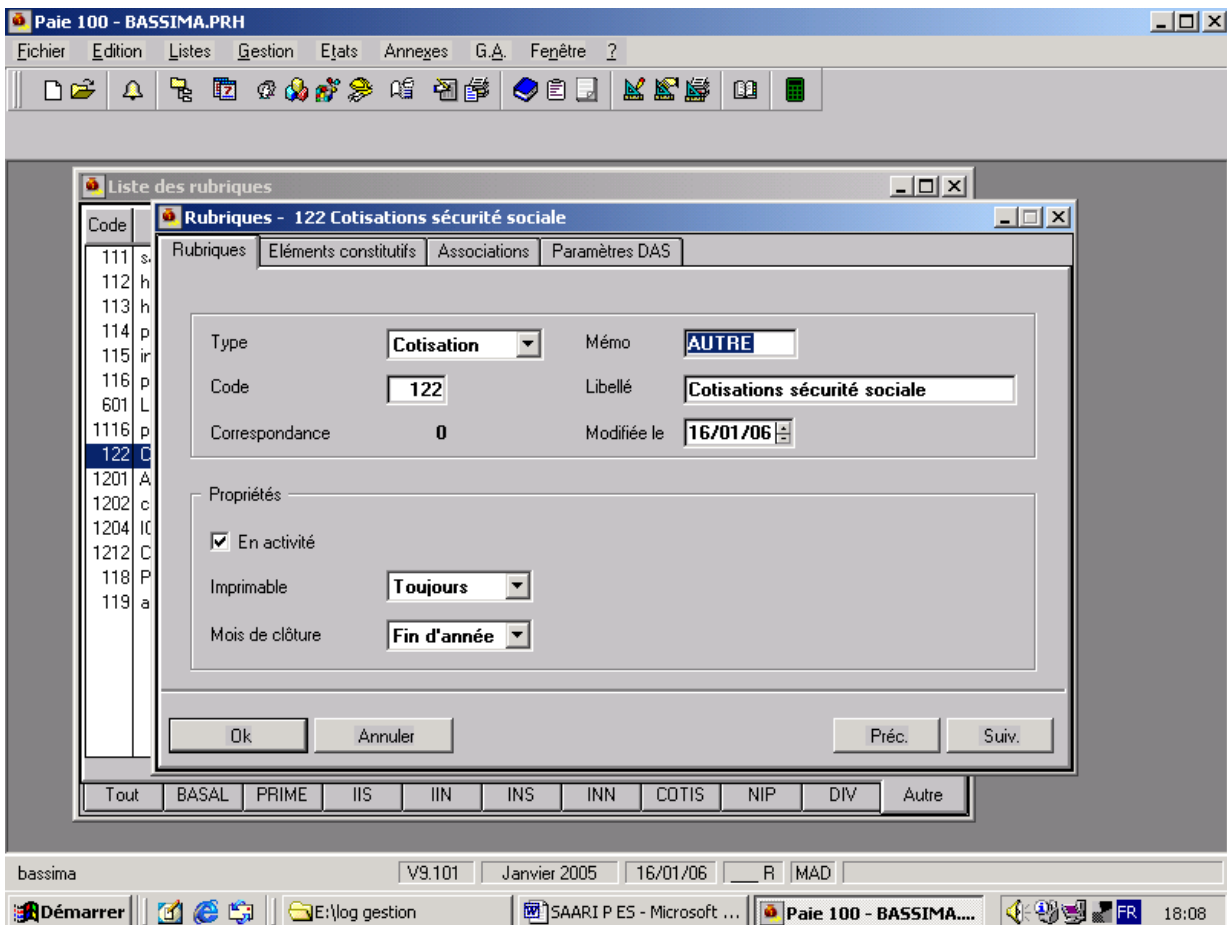 Paie 100 - BASSIMA.PRH
Fichier Edition Listes Gestion Etats Annexes G.A. Fenêtre ?
Liste des rubriques
Code
Rubriques - 122 Cotisations sécurité sociale
Rubriques Eléments constitutifs Associations Paramètres DAS
111 s
112 h
113 h
114 p
115 in
116 p
601 L
1116 p
122 C
1201 A
1202 c
1204 IC
1212 C
118 P
119 a
Type Cotisation Mémo AUTRE
Code 122 Libellé Cotisations sécurité sociale
Correspondance 0 Modifiée le 16/01/06
Propriétés
En activité
Imprimable Toujours
Mois de clôture Fin d'année
Ok Annuler Préc. Suiv.
Tout BASAL PRIME IIS IIN INS INN COTIS NIP DIV Autre
bassima V9.101 Janvier 2005 16/01/06 ___ R MAD
Démarrer E:\log gestion SAARI P ES - Microsoft ... Paie 100 - BASSIMA.... FR 18:08